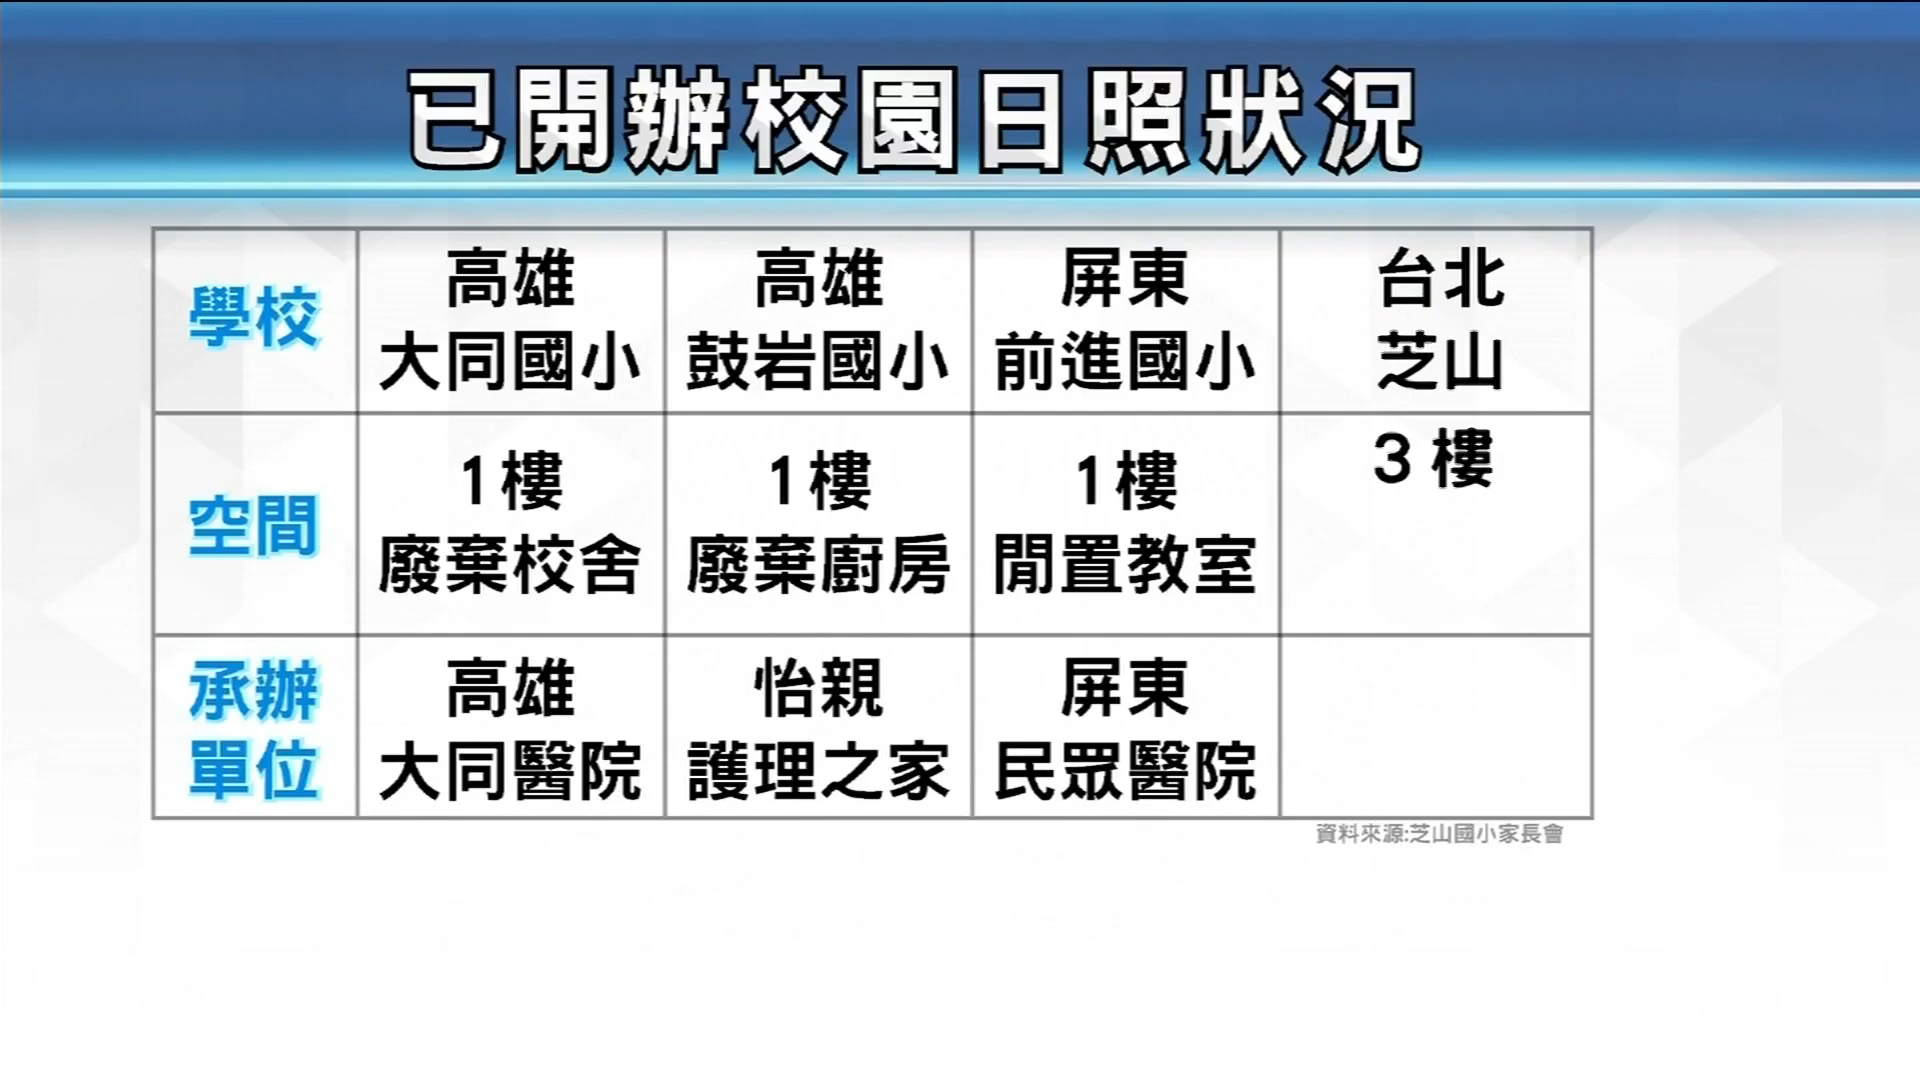 已開辦校園日照狀況
學校
高雄
大同國小
高雄
鼓岩國小
屏東
前進國小
台北
芝山
空間
1樓
廢棄校舍
1樓
廢棄廚房
1樓
閒置教室
3樓
承辦
單位
高雄
大同醫院
怡親
護理之家
屏東
民眾醫院
資料來源:芝山國小家長會